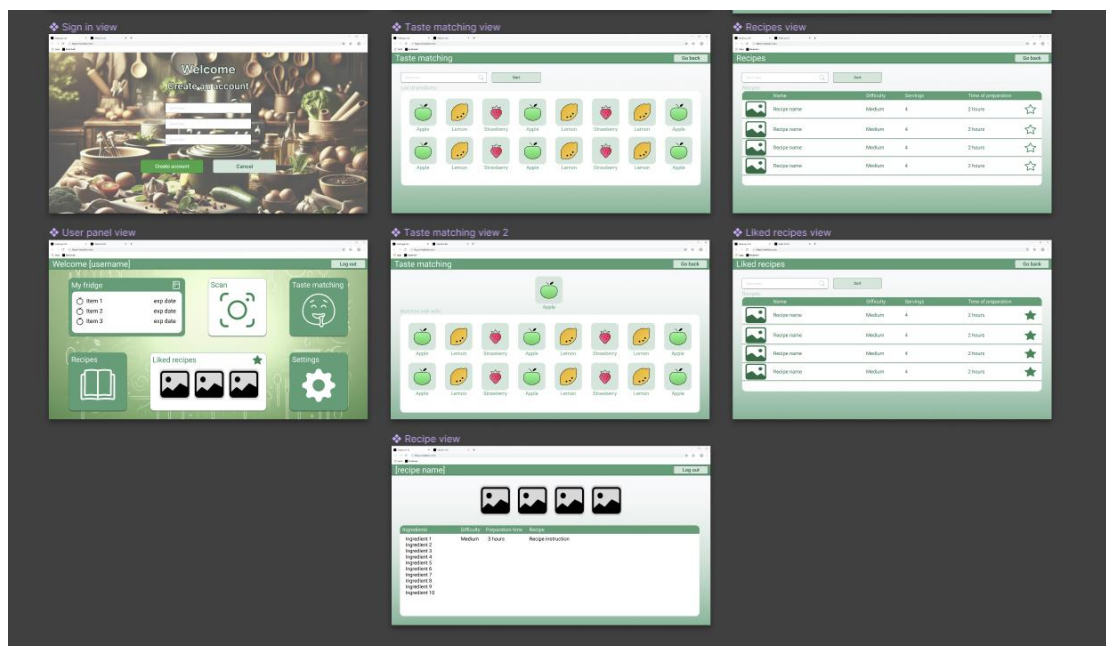 Sign in view
Welcome
Create an account
Create account
Cancel
Taste matching view
Taste matching
Go back
Sort
List of products
Apple Lemon Strawberry Apple Lemon Strawberry Lemon Apple
Apple Lemon Strawberry Apple Lemon Strawberry Lemon Apple
Recipes view
Recipes
Go back
Sort
Recipes
Name Difficulty Servings Time of preparation
Recipe name Medium 4 2 hours
Recipe name Medium 4 2 hours
Recipe name Medium 4 2 hours
Recipe name Medium 4 2 hours
User panel view
Welcome [username]
Log out
My fridge
Item 1 exp date
Item 2 exp date
Item 3 exp date
Scan
Taste matching
Recipes
Liked recipes
Settings
Taste matching view 2
Taste matching
Go back
Apple
Matches well with:
Apple Lemon Strawberry Apple Lemon Strawberry Lemon Apple
Apple Lemon Strawberry Apple Lemon Strawberry Lemon Apple
Liked recipes view
Liked recipes
Go back
Sort
Recipes
Name Difficulty Servings Time of preparation
Recipe name Medium 4 2 hours
Recipe name Medium 4 2 hours
Recipe name Medium 4 2 hours
Recipe name Medium 4 2 hours
Recipe view
[recipe name]
Log out
Ingredients Difficulty Preparation time Recipe
Ingredient 1 Medium 3 hours Recipe instruction
Ingredient 2
Ingredient 3
Ingredient 4
Ingredient 5
Ingredient 6
Ingredient 7
Ingredient 8
Ingredient 9
Ingredient 10